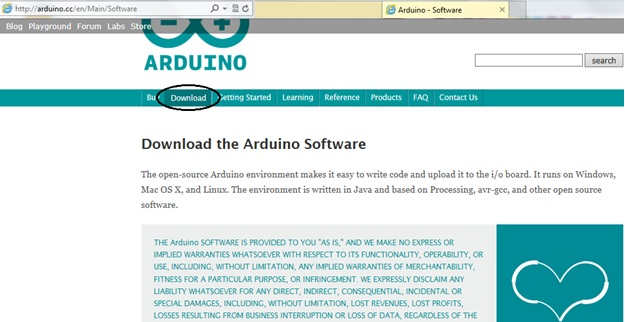 http://arduino.cc/en/Main/Software
Arduino - Software
Blog Playground Forum Labs Store
ARDUINO
search
Buy Download Getting Started Learning Reference Products FAQ Contact Us
Download the Arduino Software
The open-source Arduino environment makes it easy to write code and upload it to the i/o board. It runs on Windows,
Mac OS X, and Linux. The environment is written in Java and based on Processing, avr-gcc, and other open source
software.
THE Arduino SOFTWARE IS PROVIDED TO YOU "AS IS," AND WE MAKE NO EXPRESS OR
IMPLIED WARRANTIES WHATSOEVER WITH RESPECT TO ITS FUNCTIONALITY, OPERABILITY, OR
USE, INCLUDING, WITHOUT LIMITATION, ANY IMPLIED WARRANTIES OF MERCHANTABILITY,
FITNESS FOR A PARTICULAR PURPOSE, OR INFRINGEMENT. WE EXPRESSLY DISCLAIM ANY
LIABILITY WHATSOEVER FOR ANY DIRECT, INDIRECT, CONSEQUENTIAL, INCIDENTAL OR
SPECIAL DAMAGES, INCLUDING, WITHOUT LIMITATION, LOST REVENUES, LOST PROFITS,
LOSSES RESULTING FROM BUSINESS INTERRUPTION OR LOSS OF DATA, REGARDLESS OF THE